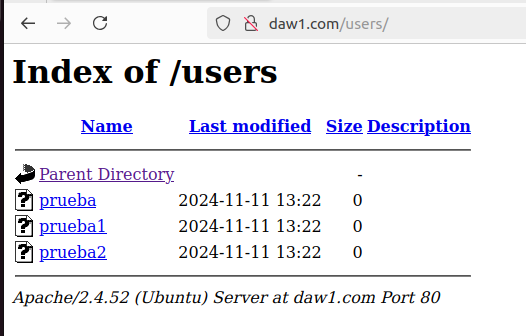 daw1.com/users/
Index of /users
Name Last modified Size Description
Parent Directory -
prueba 2024-11-11 13:22 0
prueba1 2024-11-11 13:22 0
prueba2 2024-11-11 13:22 0
Apache/2.4.52 (Ubuntu) Server at daw1.com Port 80